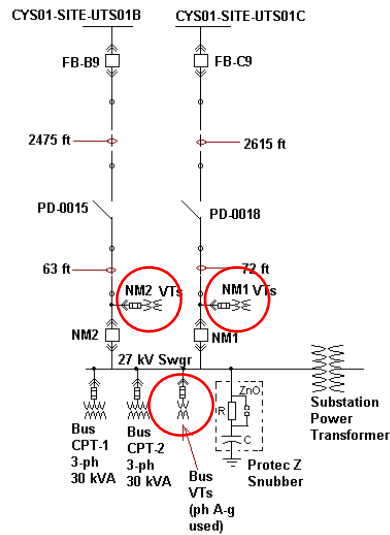 CYS01-SITE-UTS01B CYS01-SITE-UTS01C
FB-B9 FB-C9
2475 ft 2615 ft
PD-0015 PD-0018
63 ft 72 ft
NM2 VTs NM1 VTs
NM2 NM1
27 kV Swgr
Bus
CPT-1
3-ph
30 kVA
Bus
CPT-2
3-ph
30 kVA
Bus
VTs
(ph A-g
used)
ZnO
R
C
Protec Z
Snubber
Substation
Power
Transformer